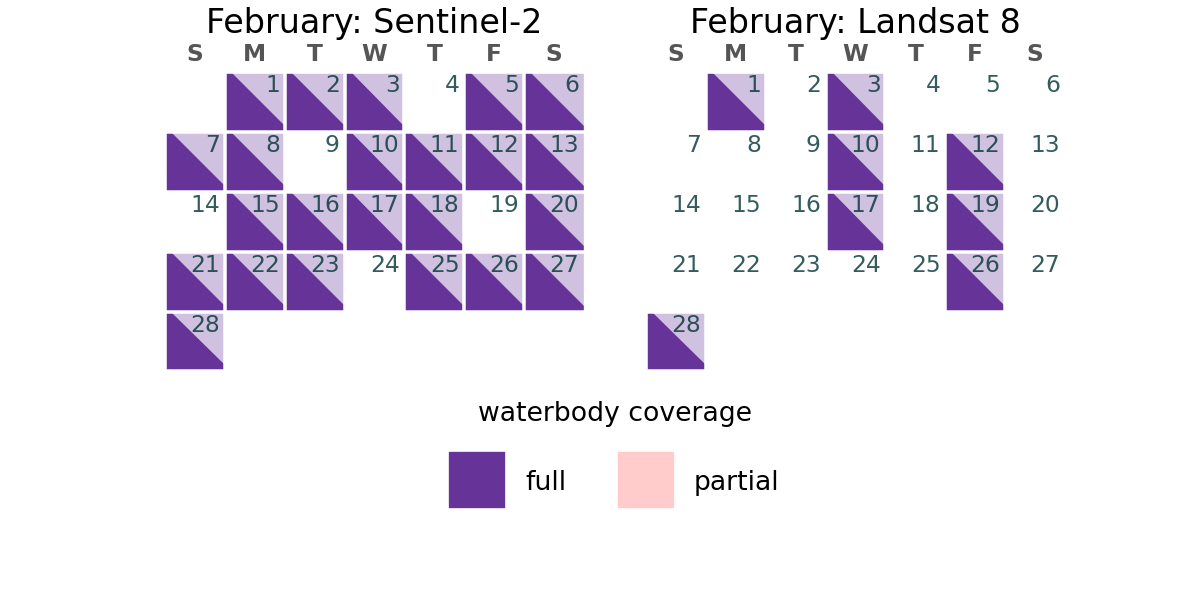 February: Sentinel-2
S M T W T F S
1 2 3 4 5 6
7 8 9 10 11 12 13
14 15 16 17 18 19 20
21 22 23 24 25 26 27
28
February: Landsat 8
S M T W T F S
1 2 3 4 5 6
7 8 9 10 11 12 13
14 15 16 17 18 19 20
21 22 23 24 25 26 27
28
waterbody coverage
full partial